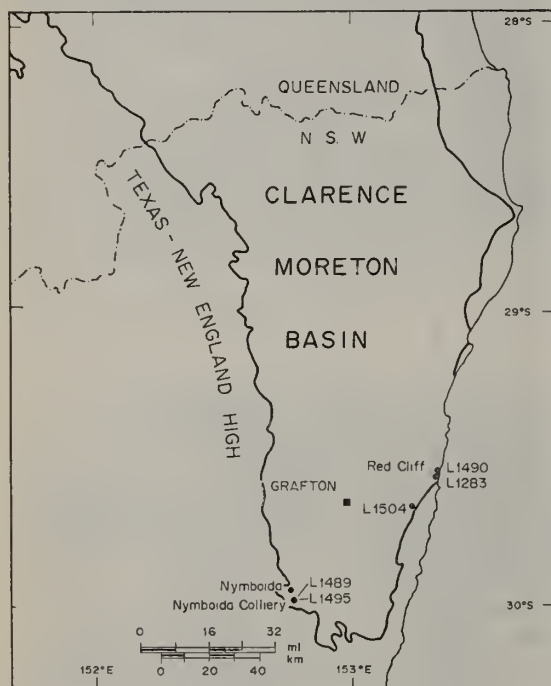 28°S
QUEENSLAND
N. S. W
CLARENCE
MORETON
BASIN
TEXAS - NEW ENGLAND HIGH
29°S
Red Cliff
L1490
L1283
GRAFTON
L1504
Nymboida
L1489
Nymboida Colliery
L1495
30°S
0 16 32
ml
km
0 20 40
152°E
153°E